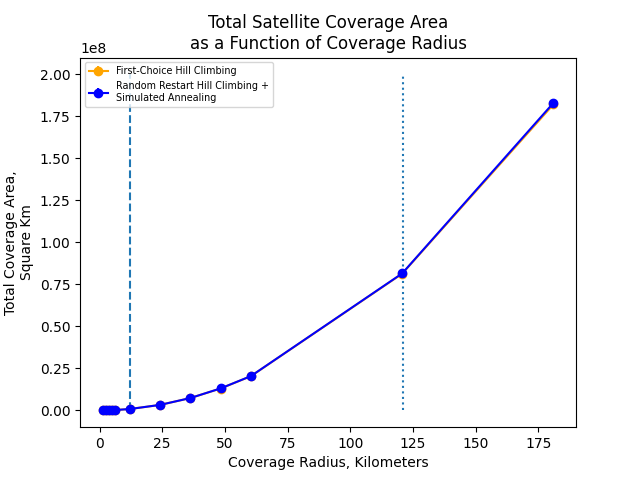 Total Satellite Coverage Area
as a Function of Coverage Radius
1e8
First-Choice Hill Climbing
Random Restart Hill Climbing +
Simulated Annealing
2.00
1.75
1.50
1.25
1.00
0.75
0.50
0.25
0.00
Total Coverage Area,
Square Km
0
25
50
75
100
125
150
175
Coverage Radius, Kilometers